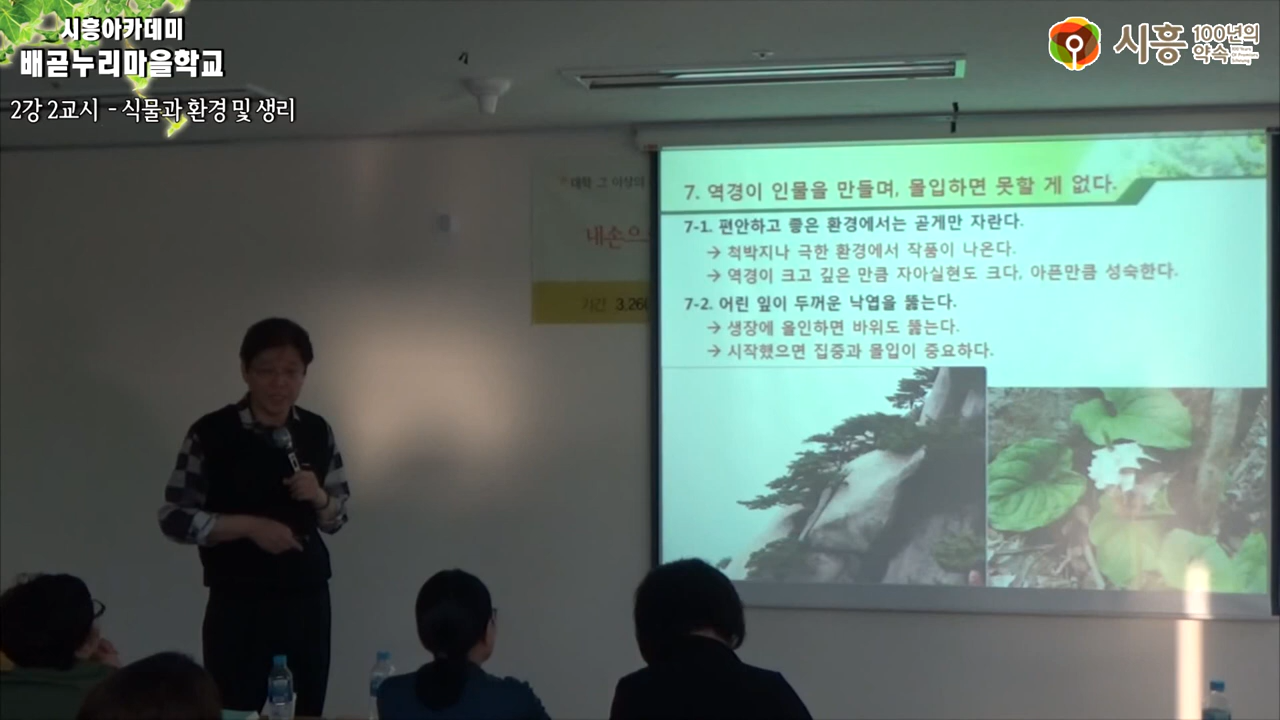 시흥아카데미
배곧누리마을학교
2강 2교시 - 식물과 환경 및 생리
시흥 100년의 약속
대학 그 이상의
내손으
기간 3.26
7. 역경이 인물을 만들며, 몰입하면 못할 게 없다.
7-1. 편안하고 좋은 환경에서는 곧게만 자란다.
→ 척박지나 극한 환경에서 작품이 나온다.
→ 역경이 크고 깊은 만큼 자아실현도 크다, 아픈만큼 성숙한다.
7-2. 어린 잎이 두꺼운 낙엽을 뚫는다.
→ 생장에 올인하면 바위도 뚫는다.
→ 시작했으면 집중과 몰입이 중요하다.